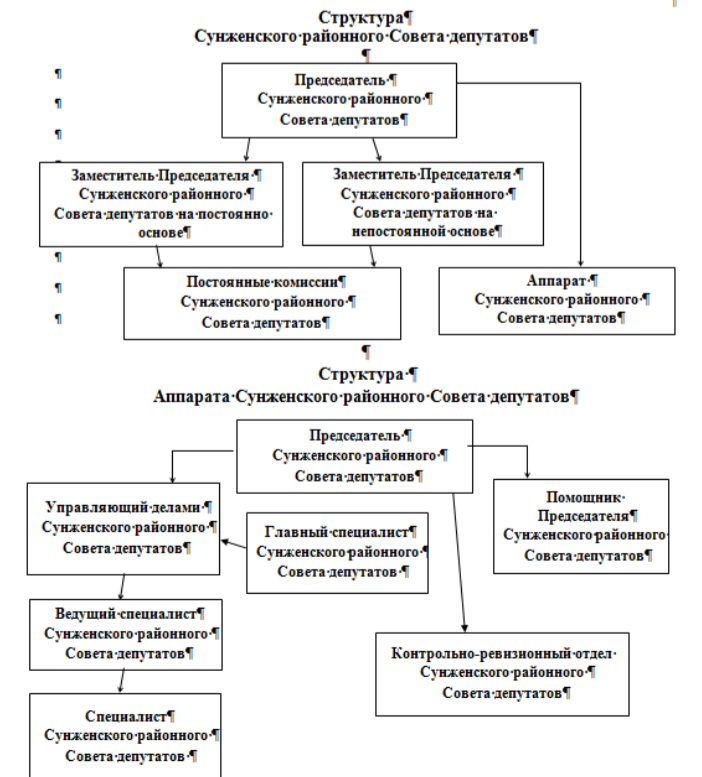 Структура
Сунженского районного Совета депутатов
Председатель
Сунженского районного
Совета депутатов
Заместитель Председателя
Сунженского районного
Совета депутатов на постоянно
основе
Заместитель Председателя
Сунженского районного
Совета депутатов на
непостоянной основе
Постоянные комиссии
Сунженского районного
Совета депутатов
Аппарат
Сунженского районного
Совета депутатов
Структура
Аппарата Сунженского районного Совета депутатов
Председатель
Сунженского районного
Совета депутатов
Управляющий делами
Сунженского районного
Совета депутатов
Главный специалист
Сунженского районного
Совета депутатов
Помощник
Председателя
Сунженского районного
Совета депутатов
Ведущий специалист
Сунженского районного
Совета депутатов
Контрольно-ревизионный отдел
Сунженского районного
Совета депутатов
Специалист
Сунженского районного
Совета депутатов